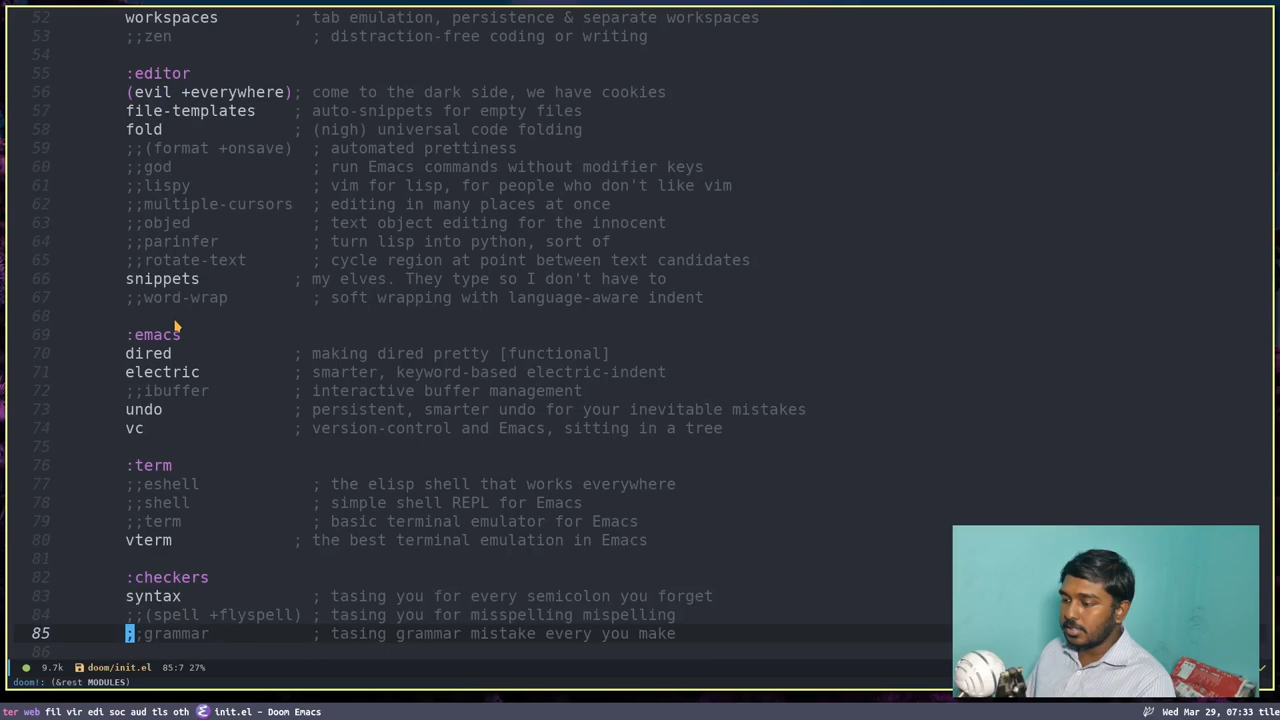 52 workspaces ; tab emulation, persistence & separate workspaces
53 ;;zen ; distraction-free coding or writing
54
55 :editor
56 (evil +everywhere); come to the dark side, we have cookies
57 file-templates ; auto-snippets for empty files
58 fold ; (nigh) universal code folding
59 ;;(format +onsave) ; automated prettiness
60 ;;god ; run Emacs commands without modifier keys
61 ;;lispy ; vim for lisp, for people who don't like vim
62 ;;multiple-cursors ; editing in many places at once
63 ;;objed ; text object editing for the innocent
64 ;;parinfer ; turn lisp into python, sort of
65 ;;rotate-text ; cycle region at point between text candidates
66 snippets ; my elves. They type so I don't have to
67 ;;word-wrap ; soft wrapping with language-aware indent
68
69 :emacs
70 dired ; making dired pretty [functional]
71 electric ; smarter, keyword-based electric-indent
72 ;;ibuffer ; interactive buffer management
73 undo ; persistent, smarter undo for your inevitable mistakes
74 vc ; version-control and Emacs, sitting in a tree
75
76 :term
77 ;;eshell ; the elisp shell that works everywhere
78 ;;shell ; simple shell REPL for Emacs
79 ;;term ; basic terminal emulator for Emacs
80 vterm ; the best terminal emulation in Emacs
81
82 :checkers
83 syntax ; tasing you for every semicolon you forget
84 ;;(spell +flyspell) ; tasing you for misspelling mispelling
85 ;;grammar ; tasing grammar mistake every you make
86
9.7k doom/init.el 85:7 27%
doom!: (&rest MODULES)
ter web fil vir edi soc aud tls oth init.el - Doom Emacs Wed Mar 29, 07:33 tile